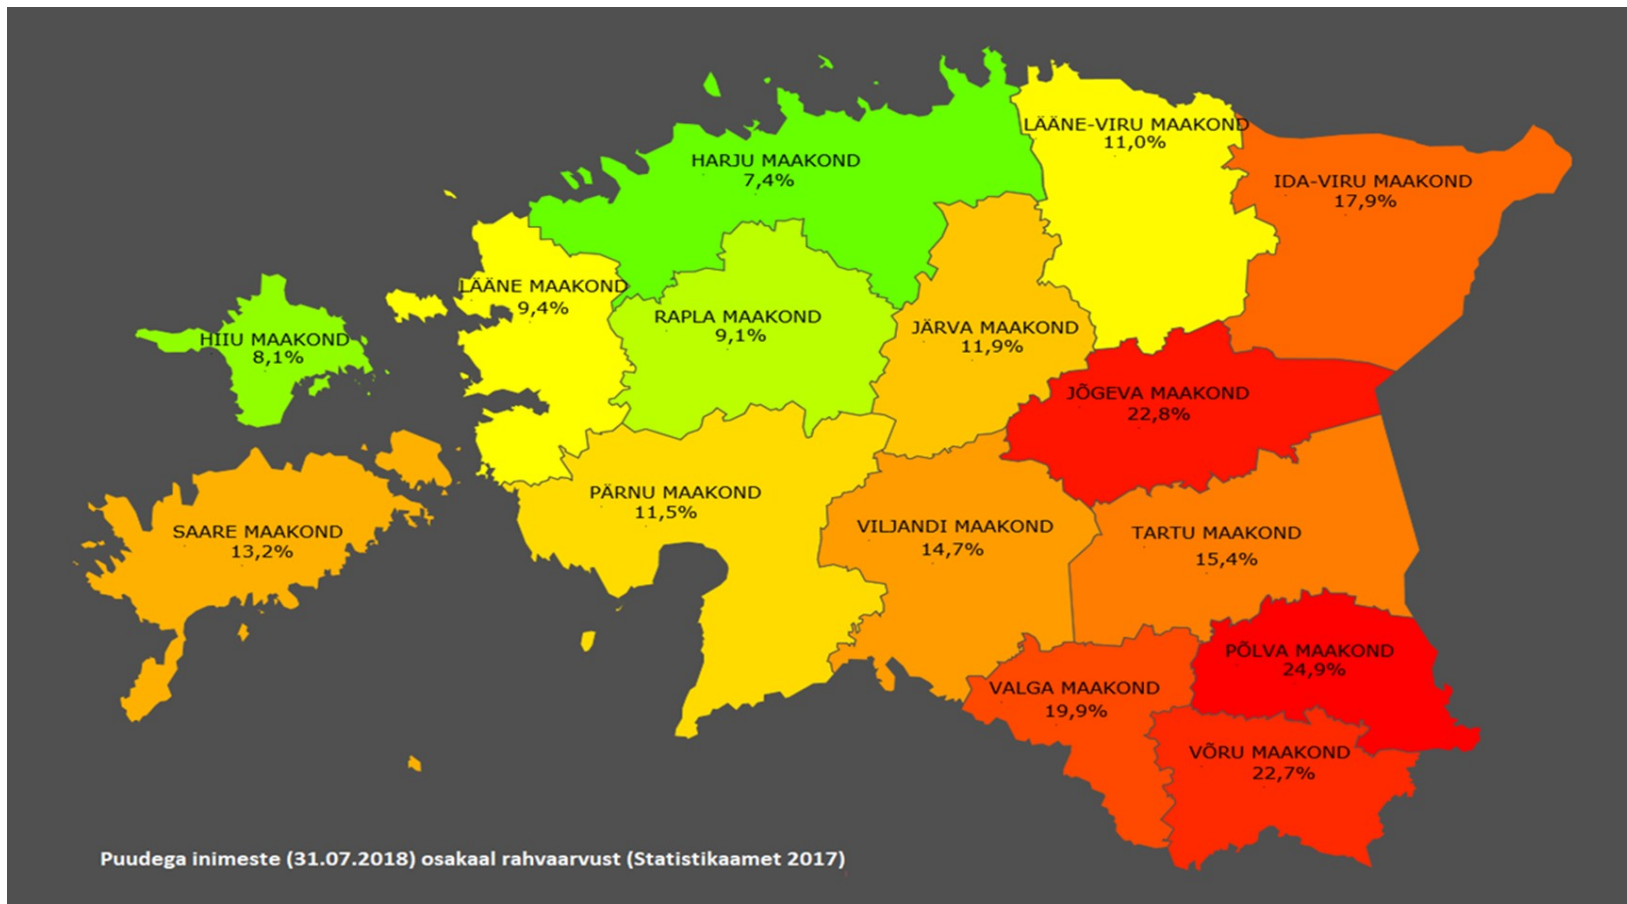 LÄÄNE-VIRU MAAKOND
11,0%
HARJU MAAKOND
7,4%
IDA-VIRU MAAKOND
17,9%
LÄÄNE MAAKOND
9,4%
RAPLA MAAKOND
9,1%
JÄRVA MAAKOND
11,9%
HIIU MAAKOND
8,1%
JÕGEVA MAAKOND
22,8%
PÄRNU MAAKOND
11,5%
SAARE MAAKOND
13,2%
VILJANDI MAAKOND
14,7%
TARTU MAAKOND
15,4%
PÕLVA MAAKOND
24,9%
VALGA MAAKOND
19,9%
VÕRU MAAKOND
22,7%
Puudega inimeste (31.07.2018) osakaal rahvaarvust (Statistikaamet 2017)